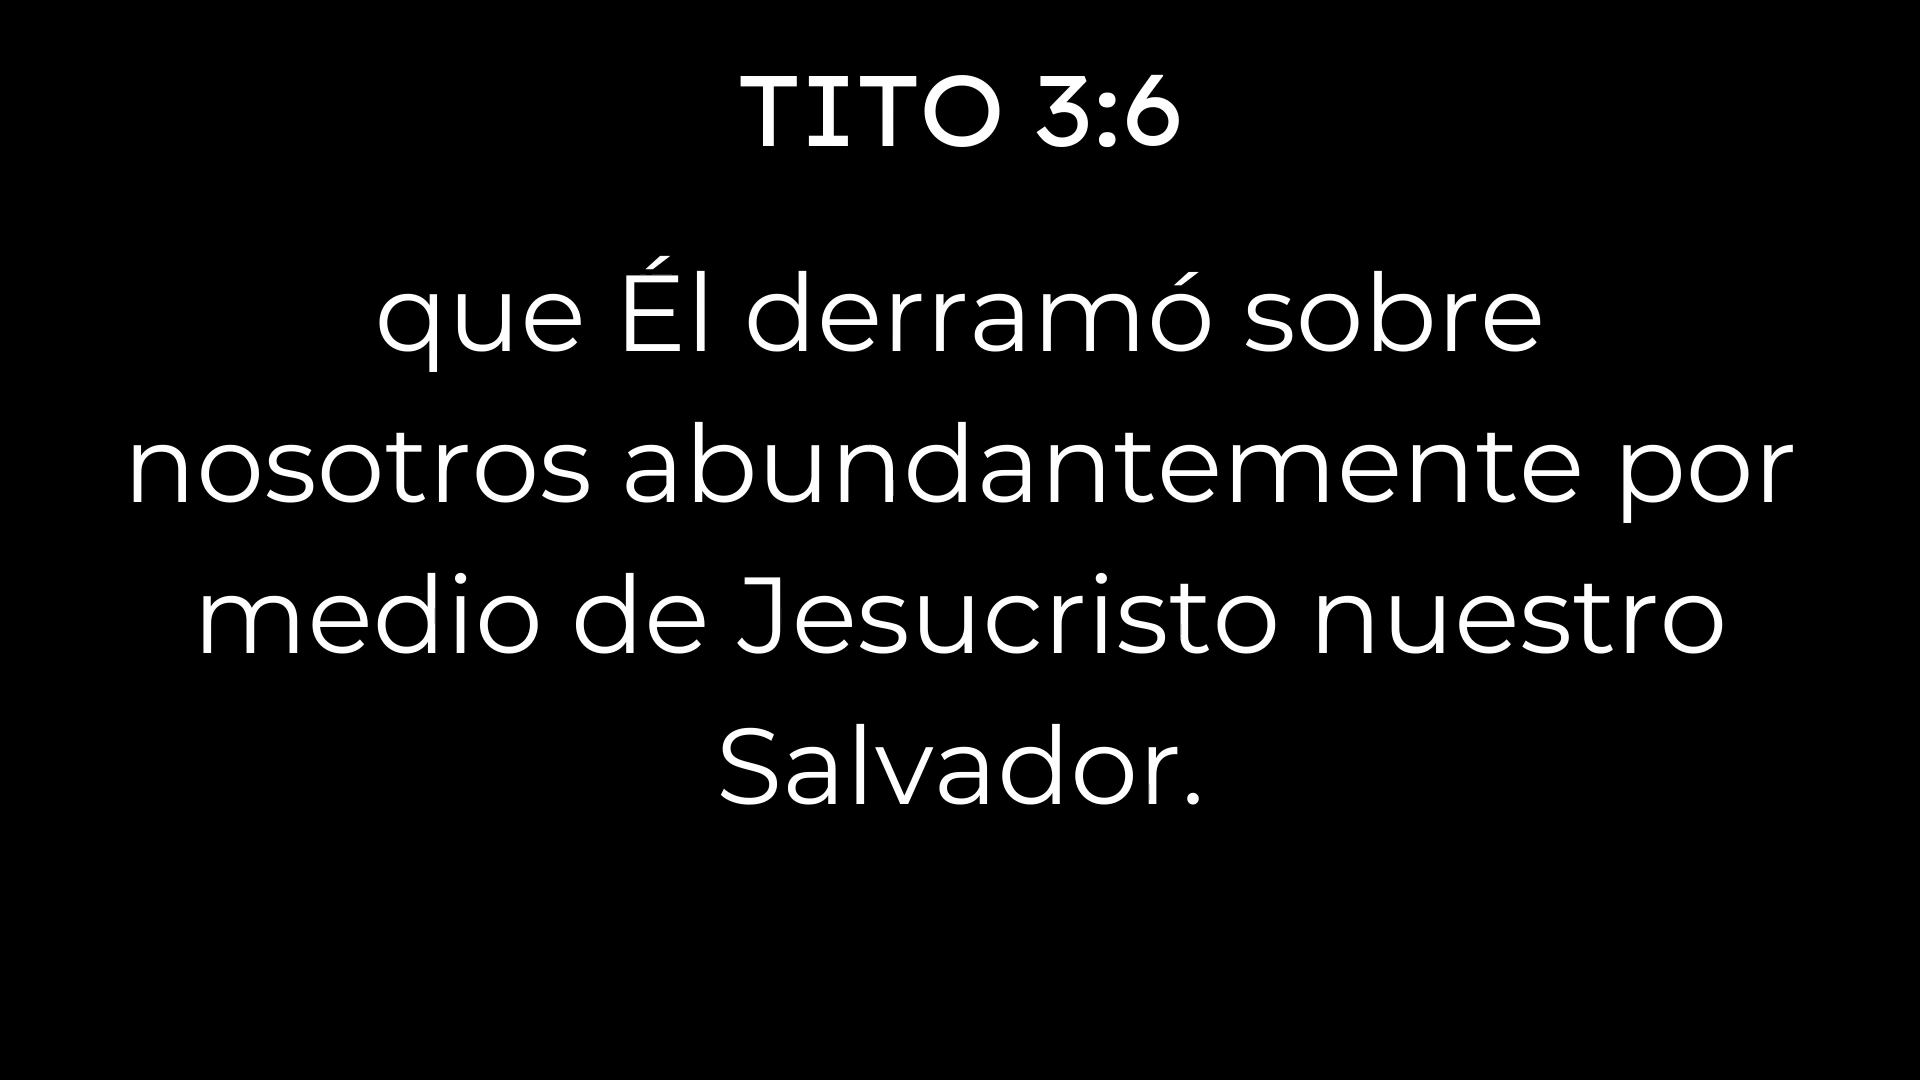 TITO 3:6
que Él derramó sobre
nosotros abundantemente por
medio de Jesucristo nuestro
Salvador.